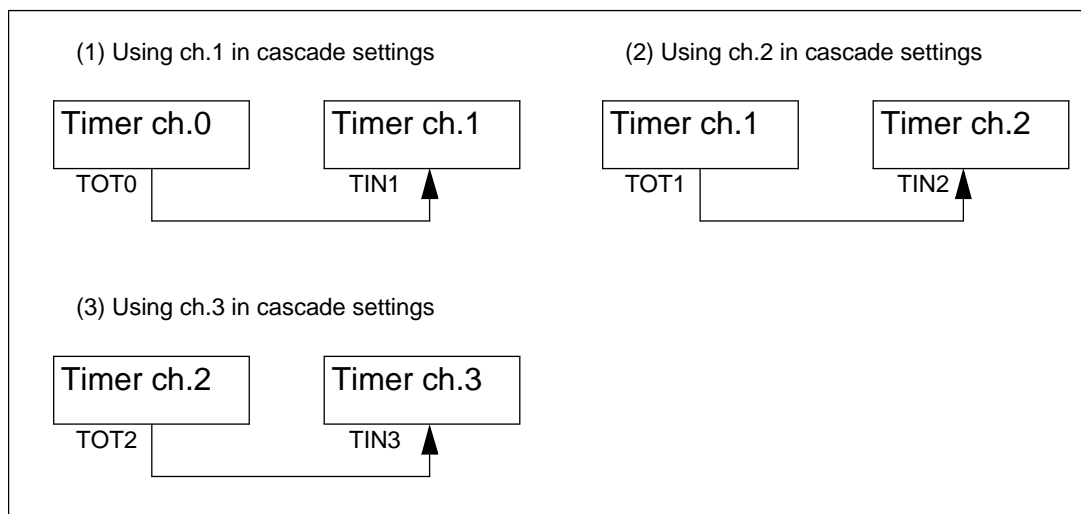 (1) Using ch.1 in cascade settings
Timer ch.0
Timer ch.1
TOT0
TIN1
(2) Using ch.2 in cascade settings
Timer ch.1
Timer ch.2
TOT1
TIN2
(3) Using ch.3 in cascade settings
Timer ch.2
Timer ch.3
TOT2
TIN3